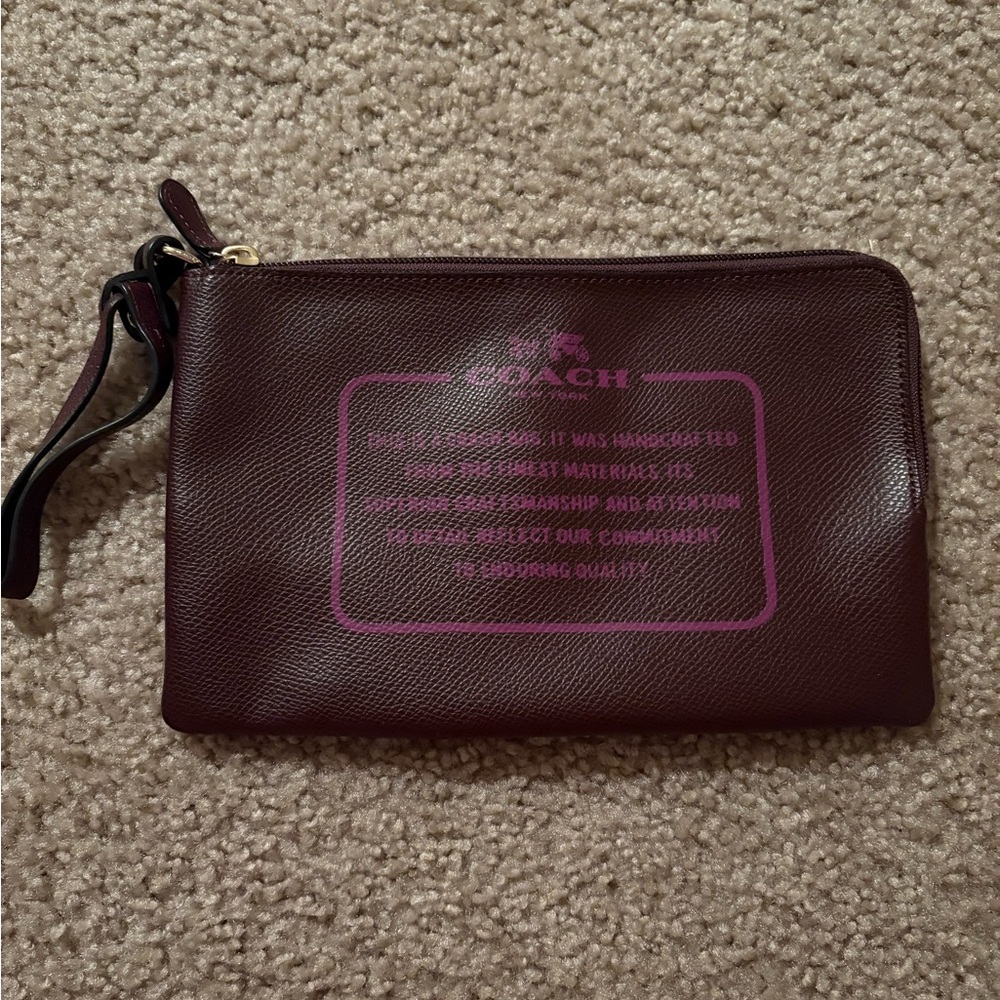 COACH
NEW YORK
THIS IS A COACH BAG. IT WAS HANDCRAFTED
FROM THE FINEST MATERIALS. ITS
SUPERIOR CRAFTSMANSHIP AND ATTENTION
TO DETAIL REFLECT OUR COMMITMENT
TO ENDURING QUALITY.